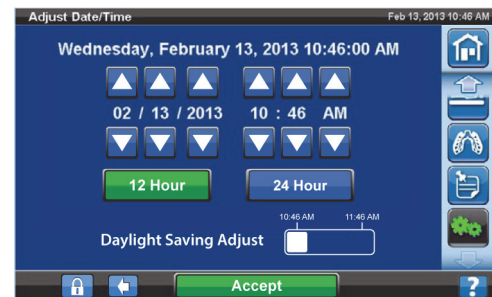 Adjust Date/Time Feb 13, 2013 10:46 AM
Wednesday, February 13, 2013 10:46:00 AM
02 / 13 / 2013 10 : 46 AM
12 Hour 24 Hour
10:46 AM 11:46 AM
Daylight Saving Adjust
Accept ?